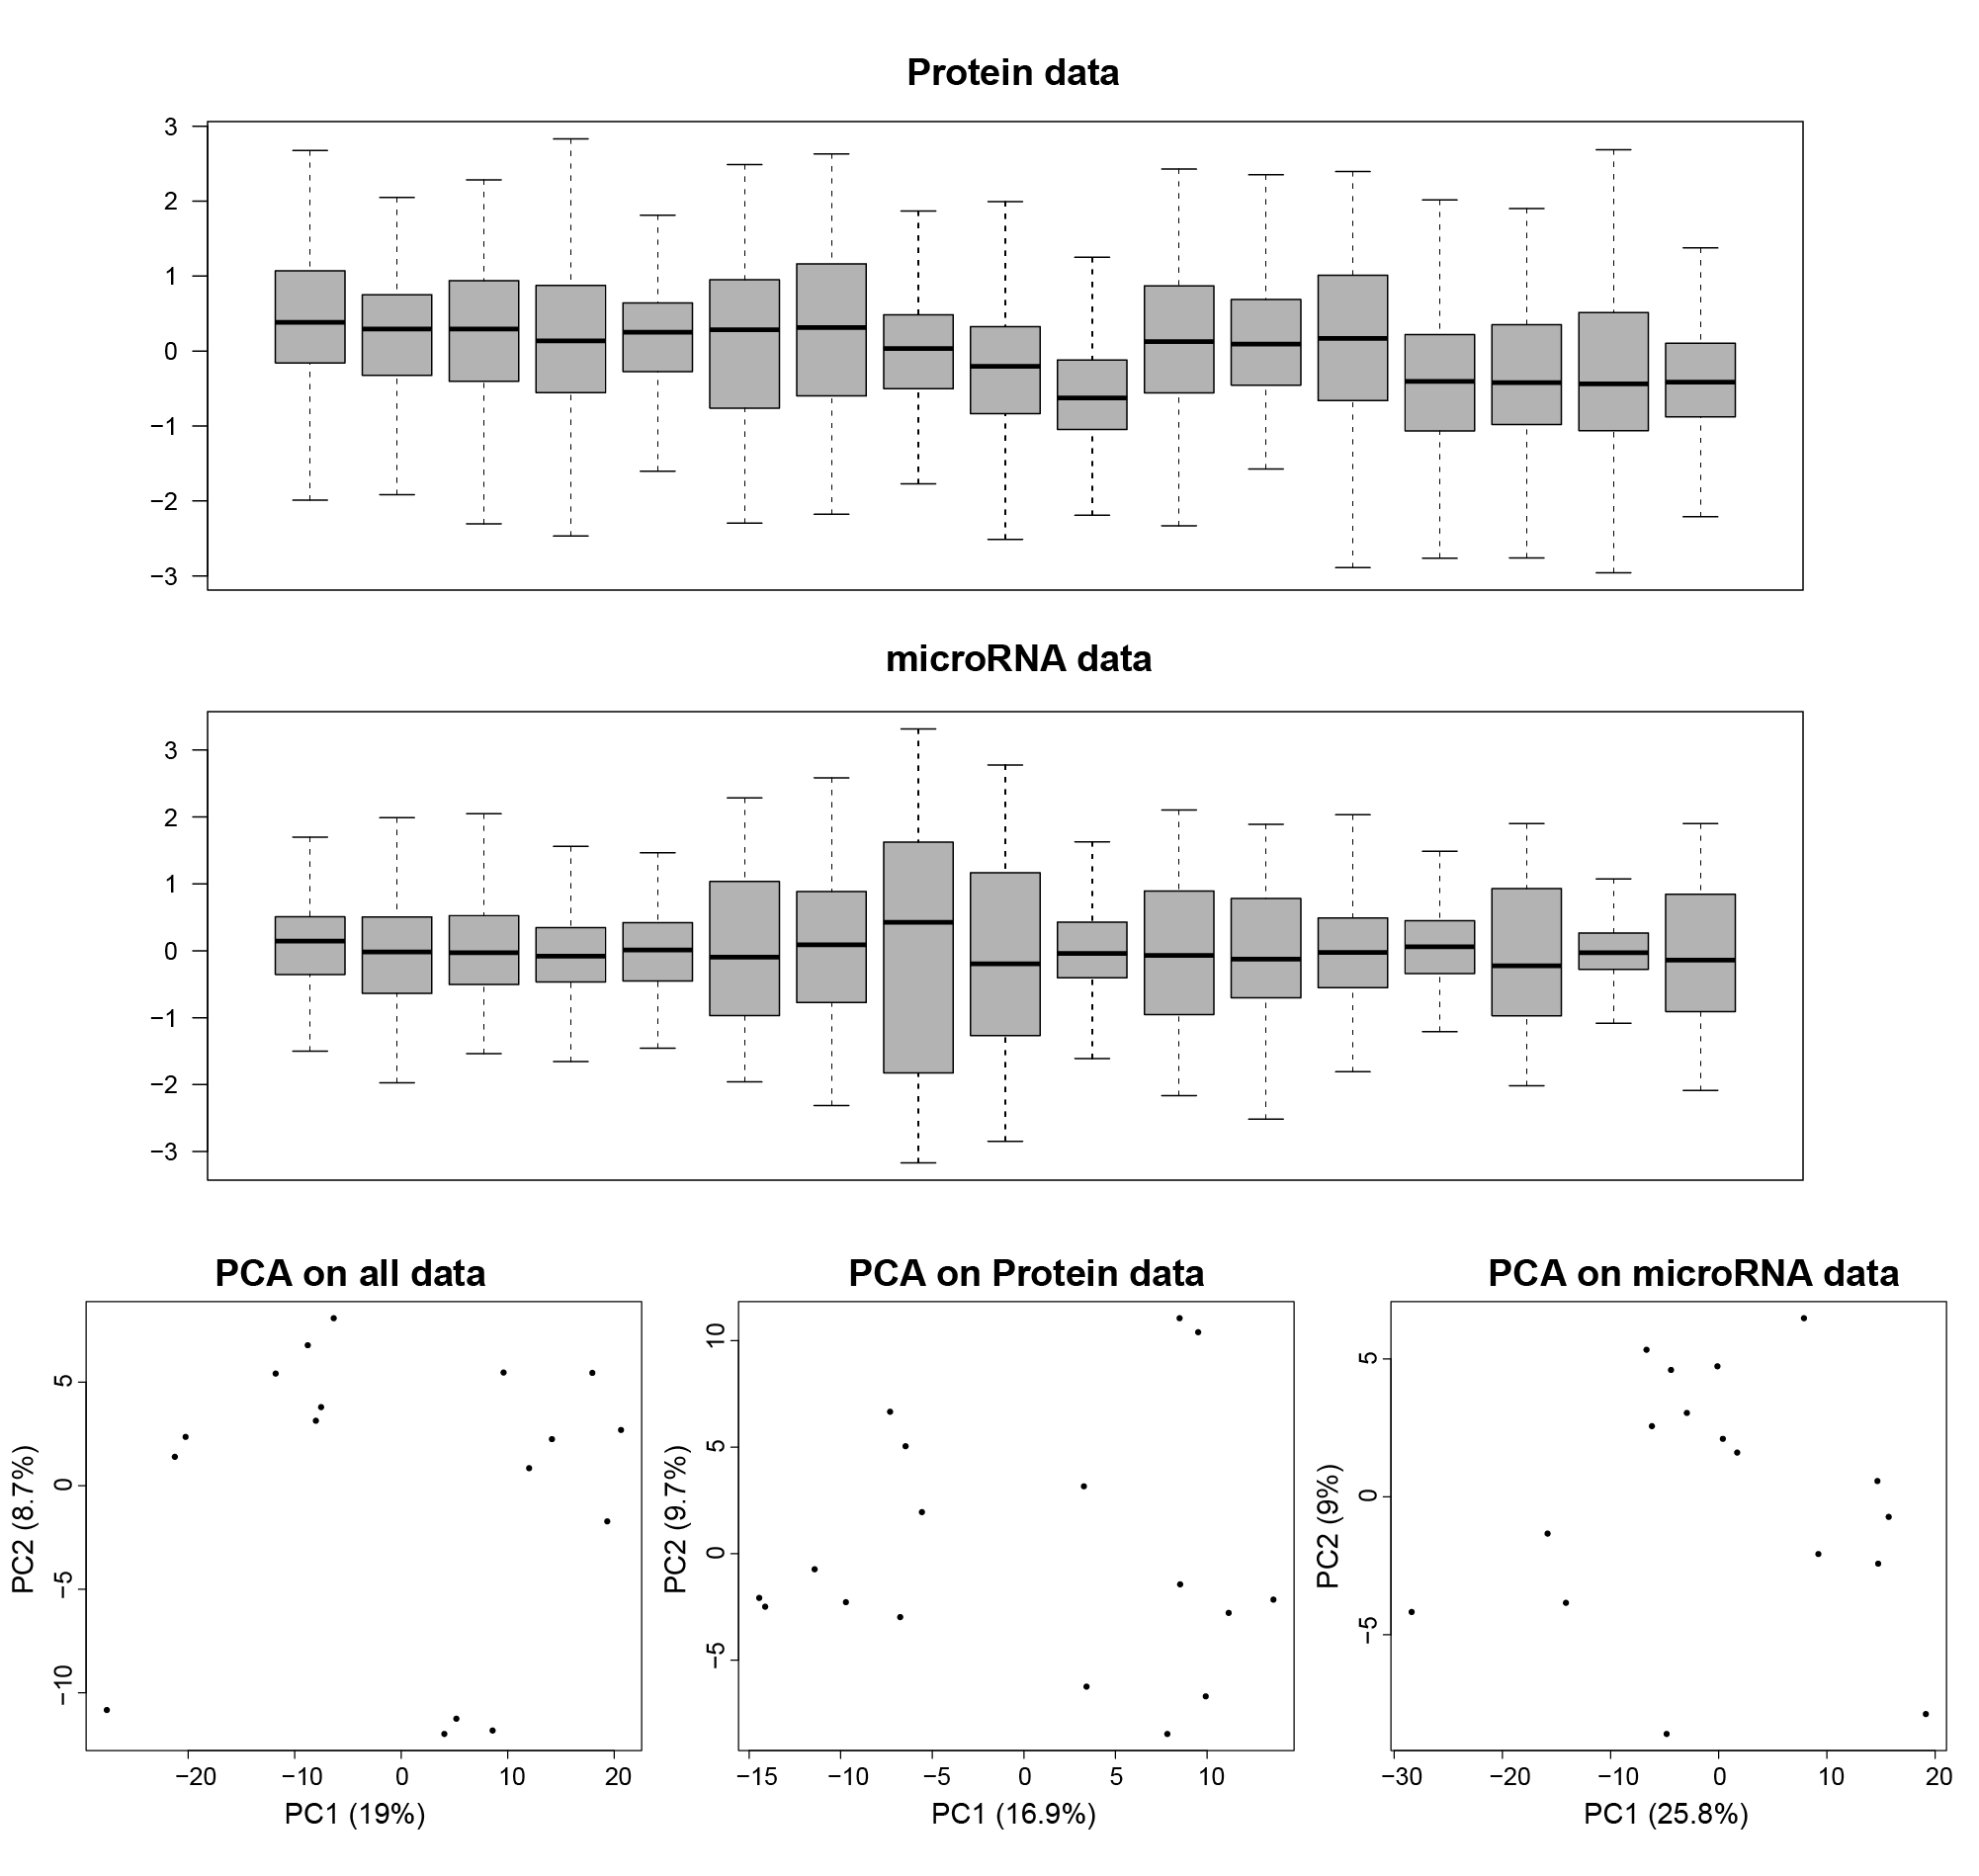 Protein data
3
2
1
0
−1
−2
−3
microRNA data
3
2
1
0
−1
−2
−3
PCA on all data
5
0
−5
−10
PC2 (8.7%)
−20 −10 0 10 20
PC1 (19%)
PCA on Protein data
10
5
0
−5
PC2 (9.7%)
−15 −10 −5 0 5 10
PC1 (16.9%)
PCA on microRNA data
5
0
−5
PC2 (9%)
−30 −20 −10 0 10 20
PC1 (25.8%)